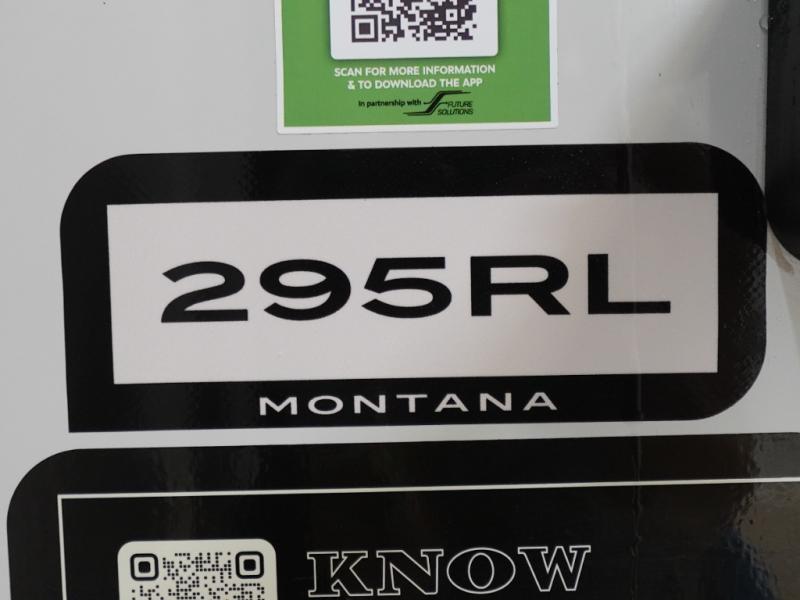 SCAN FOR MORE INFORMATION
& TO DOWNLOAD THE APP
In partnership with FUTURE
SOLUTIONS
295RL
MONTANA
KNOW